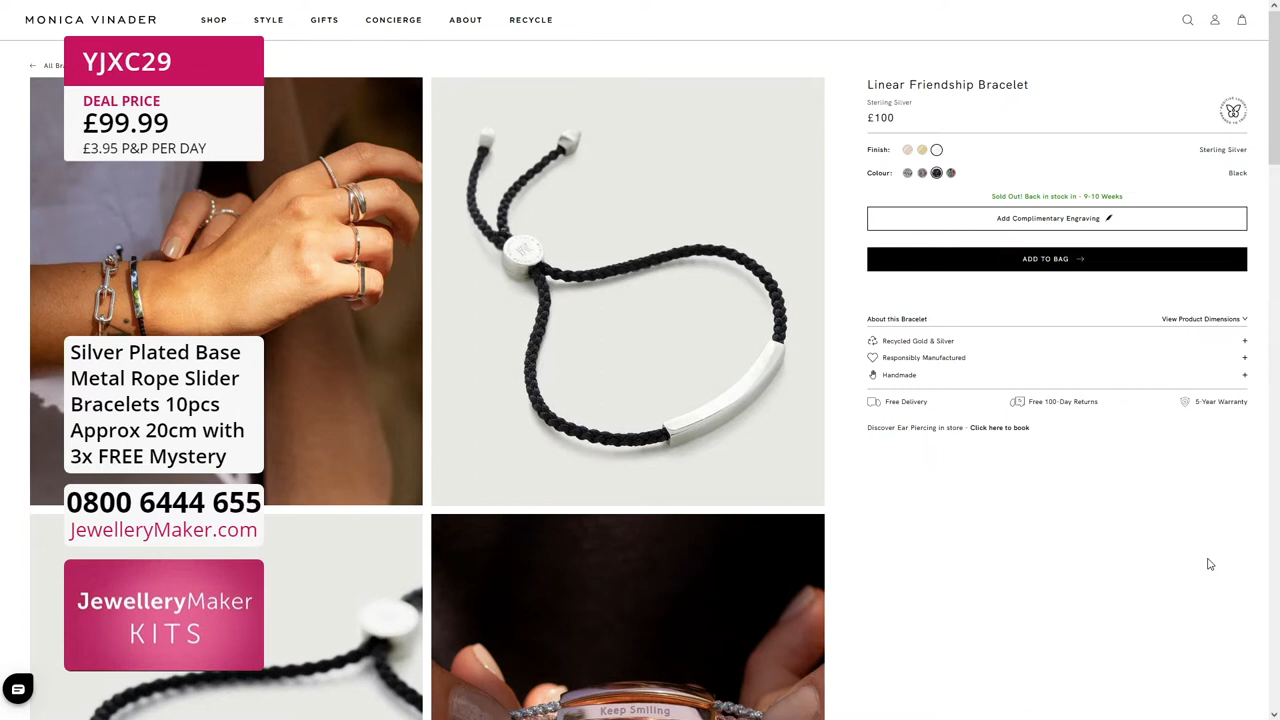 MONICA VINADER
SHOP STYLE GIFTS CONCIERGE ABOUT RECYCLE
← All Bra
YJXC29
DEAL PRICE
£99.99
£3.95 P&P PER DAY
Silver Plated Base
Metal Rope Slider
Bracelets 10pcs
Approx 20cm with
3x FREE Mystery
0800 6444 655
JewelleryMaker.com
JewelleryMaker
KITS
Keep Smiling
Linear Friendship Bracelet
Sterling Silver
£100
Finish: Sterling Silver
Colour: Black
Sold Out! Back in stock in - 9-10 Weeks
Add Complimentary Engraving
ADD TO BAG →
About this Bracelet View Product Dimensions
Recycled Gold & Silver +
Responsibly Manufactured +
Handmade +
Free Delivery Free 100-Day Returns 5-Year Warranty
Discover Ear Piercing in store - Click here to book